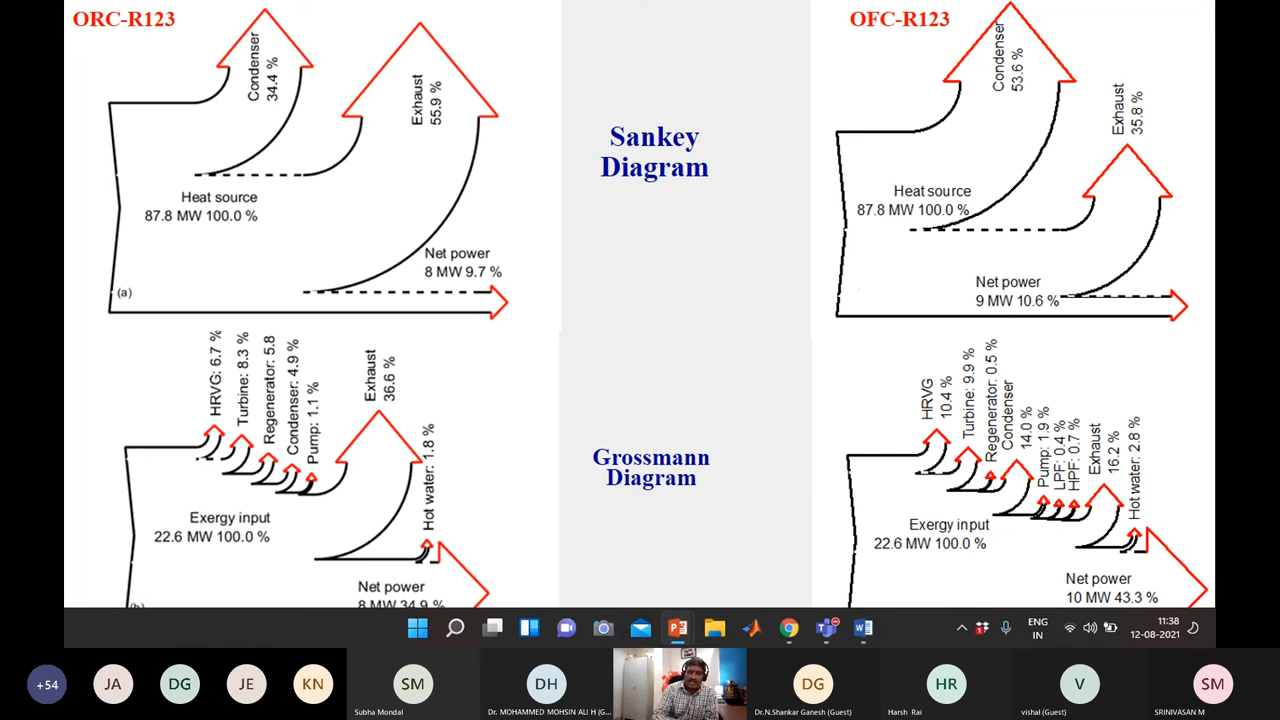 ORC-R123
OFC-R123
Condenser
34.4 %
Exhaust
55.9 %
Heat source
87.8 MW 100.0 %
Net power
8 MW 9.7 %
(a)
Sankey
Diagram
Condenser
53.6 %
Exhaust
35.8 %
Heat source
87.8 MW 100.0 %
Net power
9 MW 10.6 %
HRVG: 6.7 %
Turbine: 8.3 %
Regenerator: 5.8
Condenser: 4.9 %
Pump: 1.1 %
Exhaust
36.6 %
Hot water: 1.8 %
Exergy input
22.6 MW 100.0 %
Net power
8 MW 34.9 %
(b)
Grossmann
Diagram
HRVG
10.4 %
Turbine: 9.9 %
Regenerator: 0.5 %
Condenser
14.0 %
Pump: 1.9 %
LPF: 0.4 %
HPF: 0.7 %
Exhaust
16.2 %
Hot water: 2.8 %
Exergy input
22.6 MW 100.0 %
Net power
10 MW 43.3 %
ENG
IN
11:38
12-08-2021
+54
JA
DG
JE
KN
SM
Subha Mondal
DH
Dr. MOHAMMED MOHSIN ALI H (G...
DG
Dr.N.Shankar Ganesh (Guest)
HR
Harsh Rai
V
vishal (Guest)
SM
SRINIVASAN M